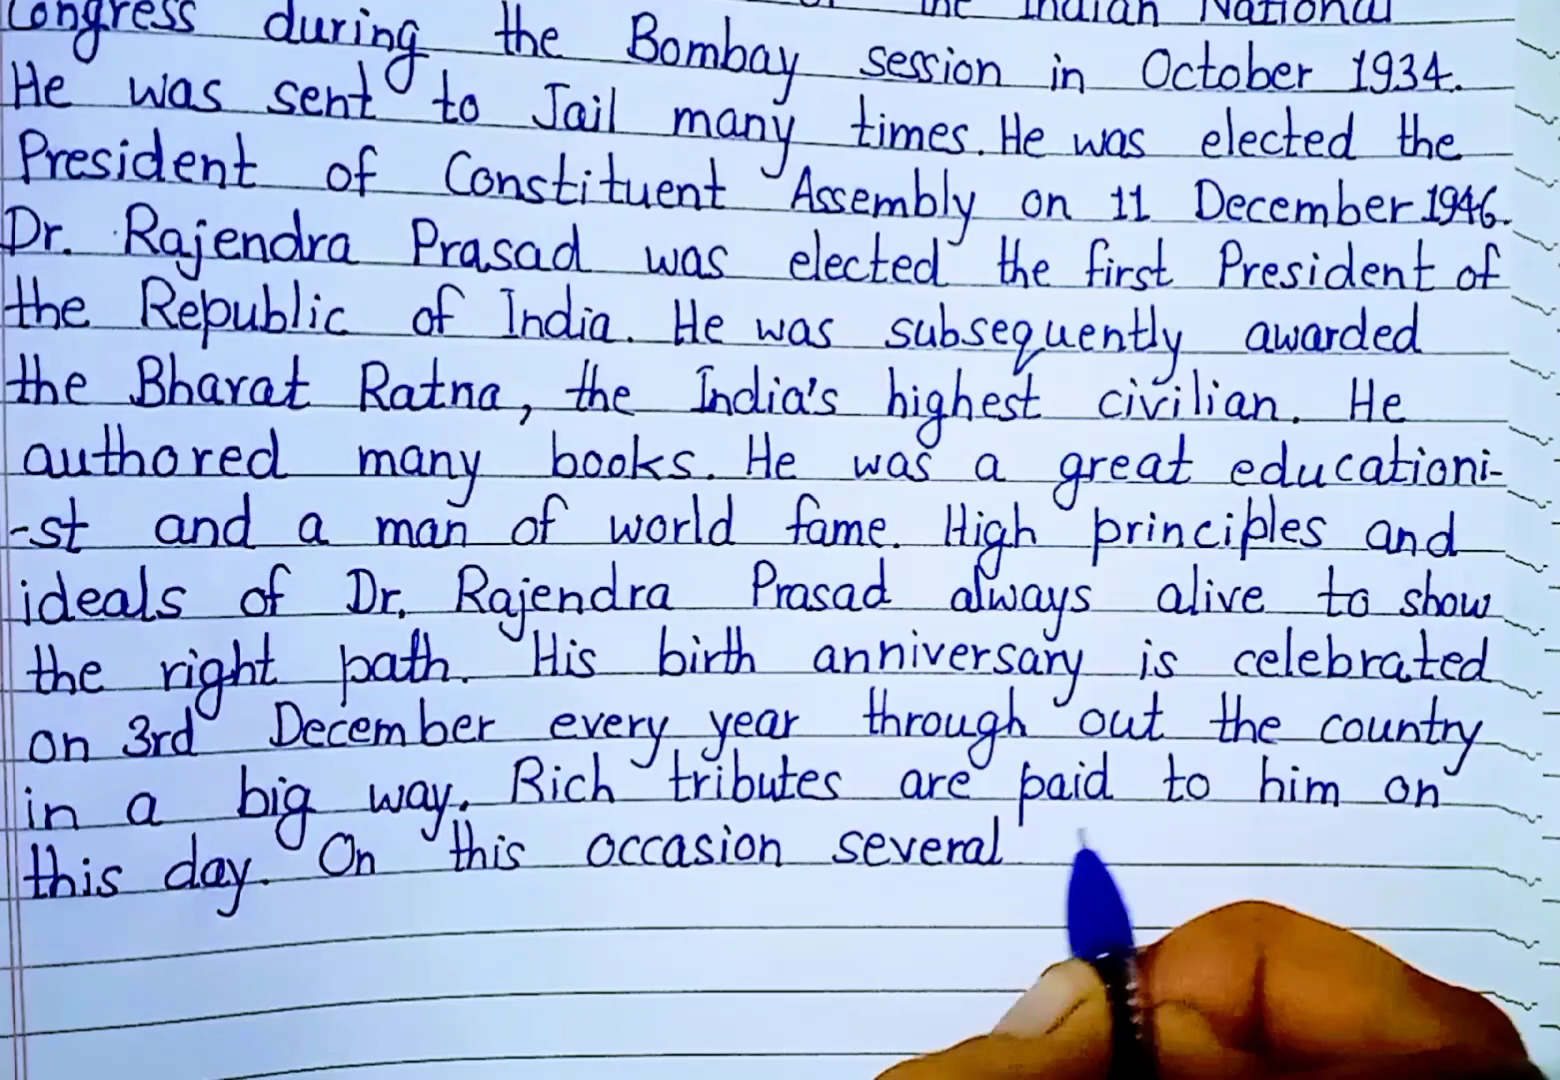 the Indian National
Congress during the Bombay session in October 1934.
He was sent to Jail many times. He was elected the
President of Constituent Assembly on 11 December 1946.
Dr. Rajendra Prasad was elected the first President of
the Republic of India. He was subsequently awarded
the Bharat Ratna, the India's highest civilian. He
authored many books. He was a great educationi-
-st and a man of world fame. High principles and
ideals of Dr. Rajendra Prasad always alive to show
the right path. His birth anniversary is celebrated
on 3rd December every year through out the country
in a big way. Rich tributes are paid to him on
this day. On this occasion several